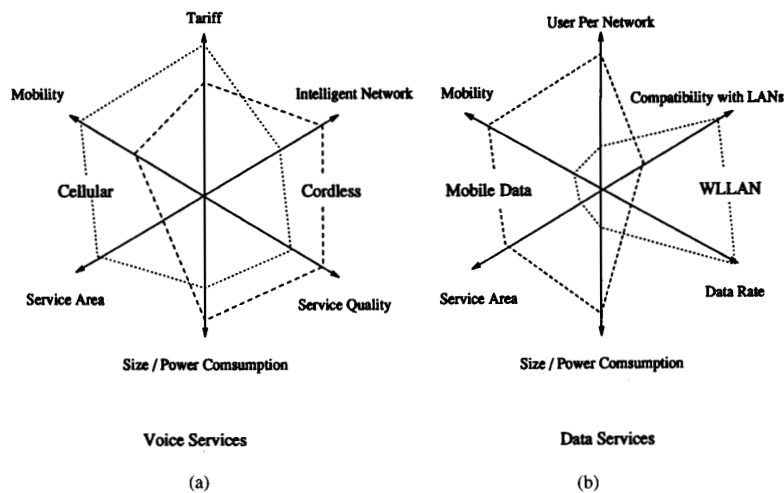 Tariff
Mobility
Intelligent Network
Cellular
Cordless
Service Area
Service Quality
Size / Power Comsumption
Voice Services
(a)
User Per Network
Mobility
Compatibility with LANs
Mobile Data
WLLAN
Service Area
Data Rate
Size / Power Comsumption
Data Services
(b)